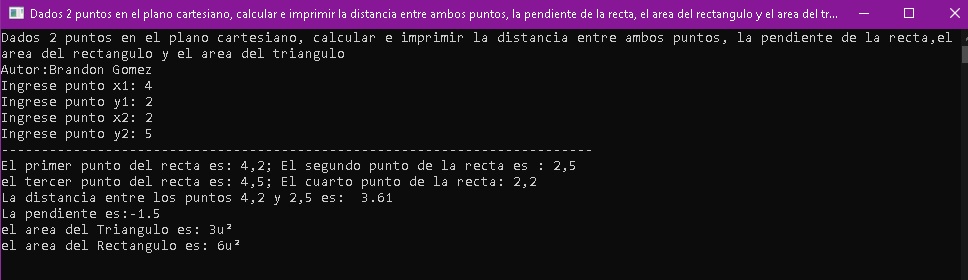 Dados 2 puntos en el plano cartesiano, calcular e imprimir la distancia entre ambos puntos, la pendiente de la recta, el area del rectangulo y el area del tr...
Dados 2 puntos en el plano cartesiano, calcular e imprimir la distancia entre ambos puntos, la pendiente de la recta,el
area del rectangulo y el area del triangulo
Autor:Brandon Gomez
Ingrese punto x1: 4
Ingrese punto y1: 2
Ingrese punto x2: 2
Ingrese punto y2: 5
--------------------------------------------------------------------------
El primer punto del recta es: 4,2; El segundo punto de la recta es : 2,5
el tercer punto del recta es: 4,5; El cuarto punto de la recta: 2,2
La distancia entre los puntos 4,2 y 2,5 es:  3.61
La pendiente es:-1.5
el area del Triangulo es: 3u²
el area del Rectangulo es: 6u²